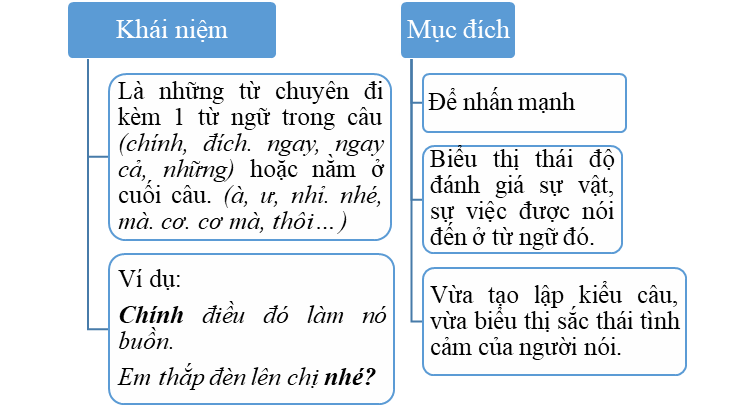 Khái niệm
Là những từ chuyên đi
kèm 1 từ ngữ trong câu
(chính, đích. ngay, ngay
cả, những) hoặc nằm ở
cuối câu. (à, ư, nhỉ. nhé,
mà. cơ. cơ mà, thôi…)
Ví dụ:
Chính điều đó làm nó
buồn.
Em thắp đèn lên chị nhé?
Mục đích
Để nhấn mạnh
Biểu thị thái độ
đánh giá sự vật,
sự việc được nói
đến ở từ ngữ đó.
Vừa tạo lập kiểu câu,
vừa biểu thị sắc thái tình
cảm của người nói.